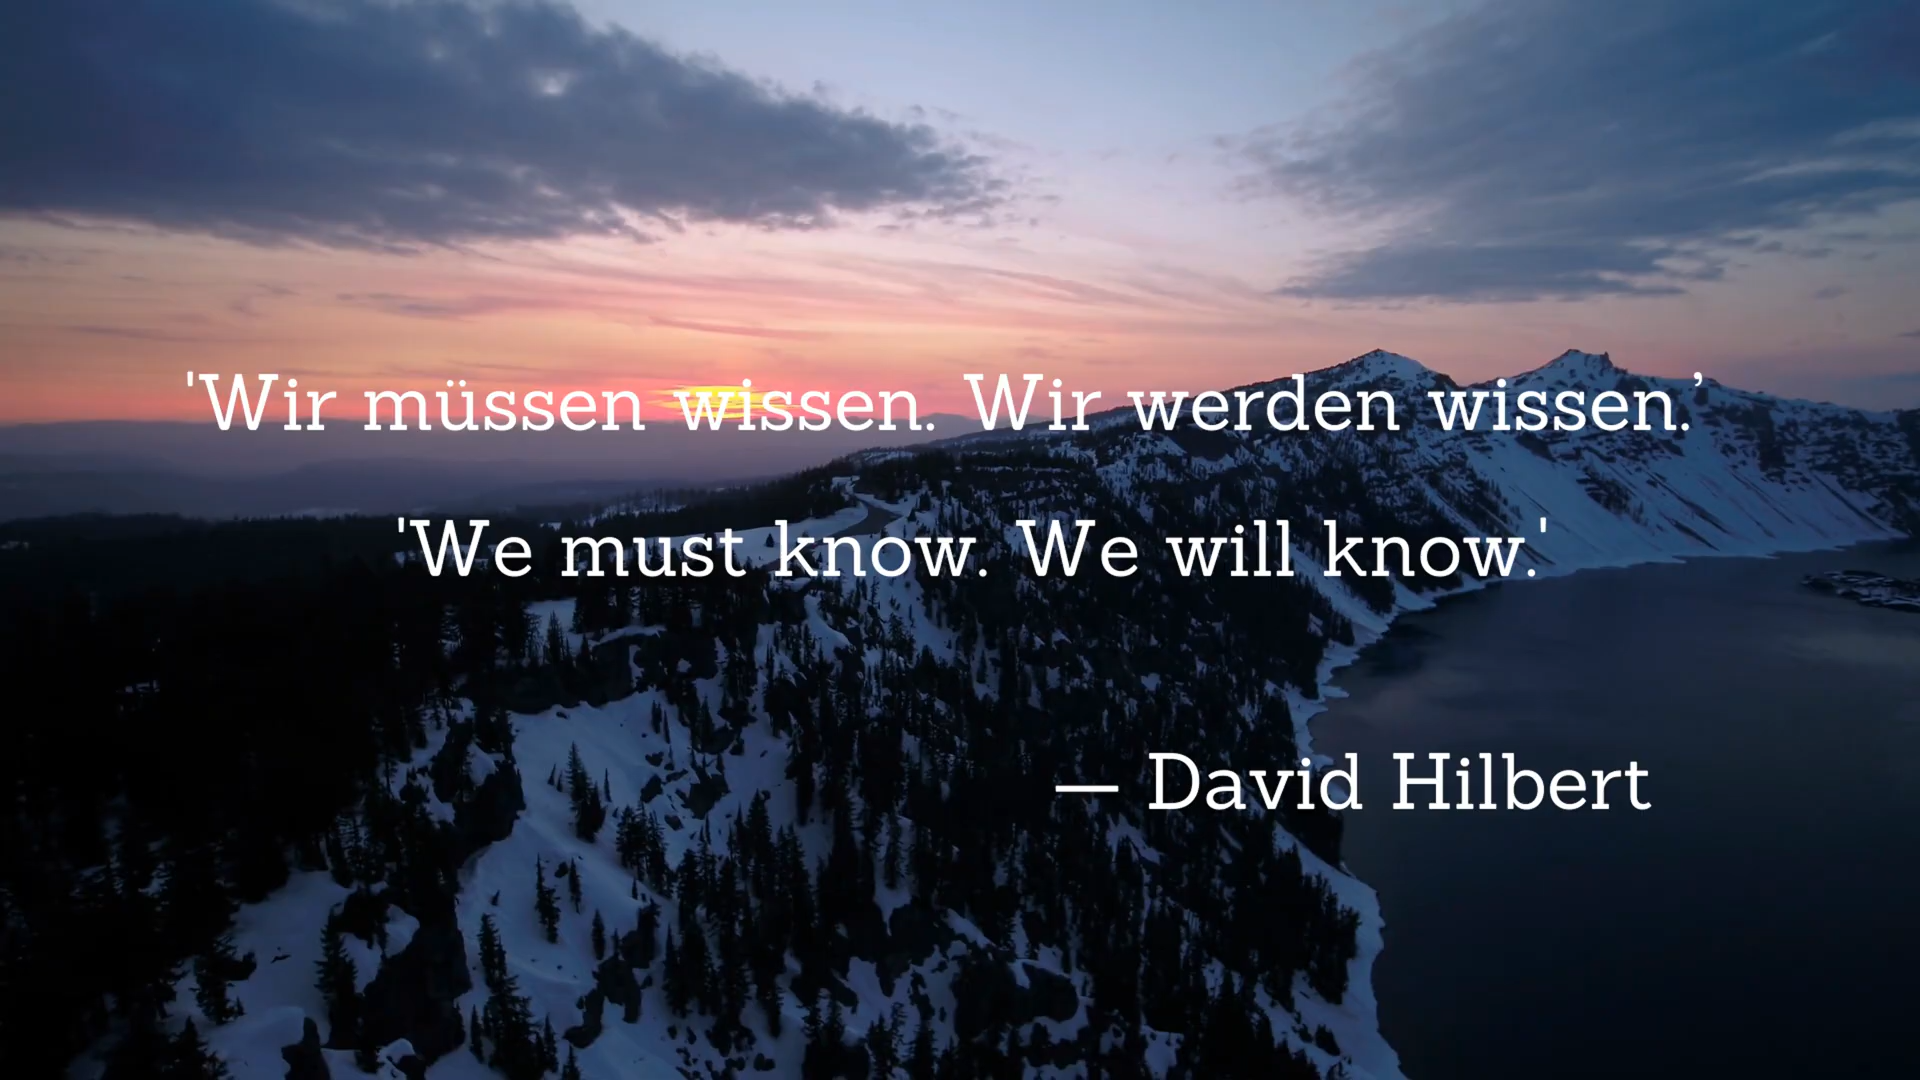 'Wir müssen wissen. Wir werden wissen.’
'We must know. We will know.'
— David Hilbert